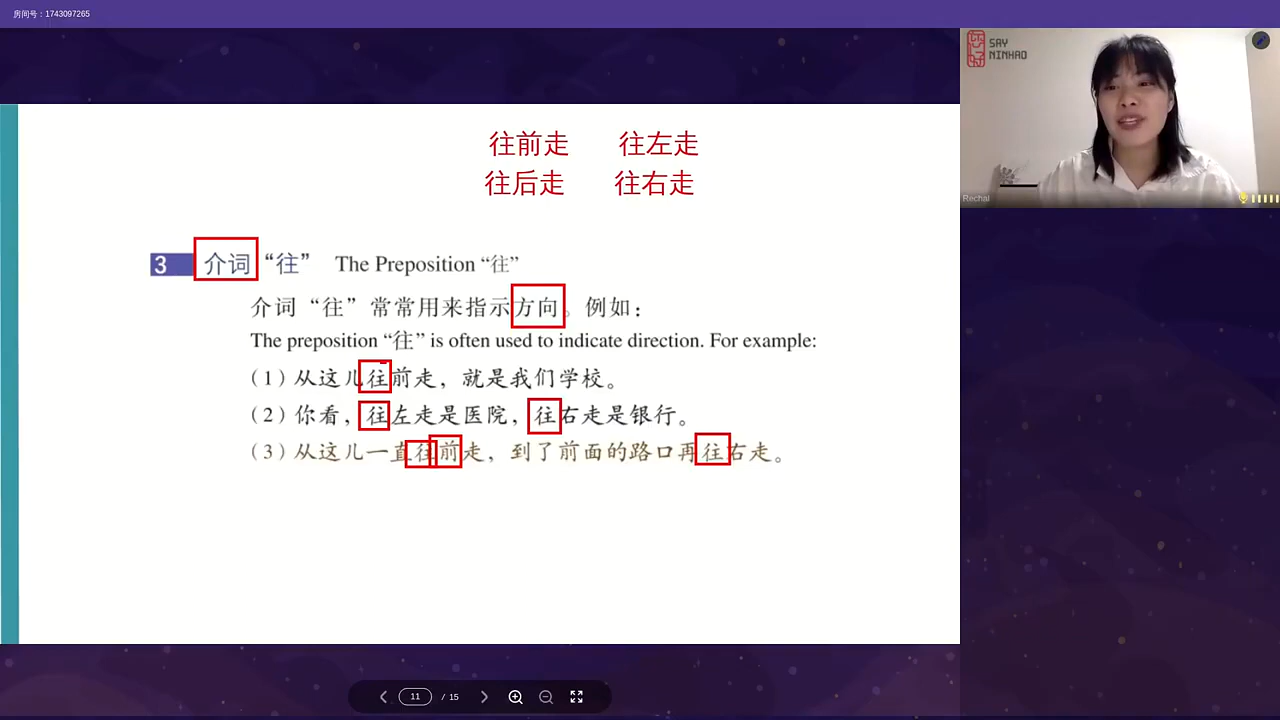 房间号：1743097265
SAY
NINHAO
Rechal
往前走 往左走
往后走 往右走
3 介词“往” The Preposition “往”
介词“往”常常用来指示方向。例如：
The preposition “往” is often used to indicate direction. For example:
（1）从这儿往前走，就是我们学校。
（2）你看，往左走是医院，往右走是银行。
（3）从这儿一直往前走，到了前面的路口再往右走。
11 / 15